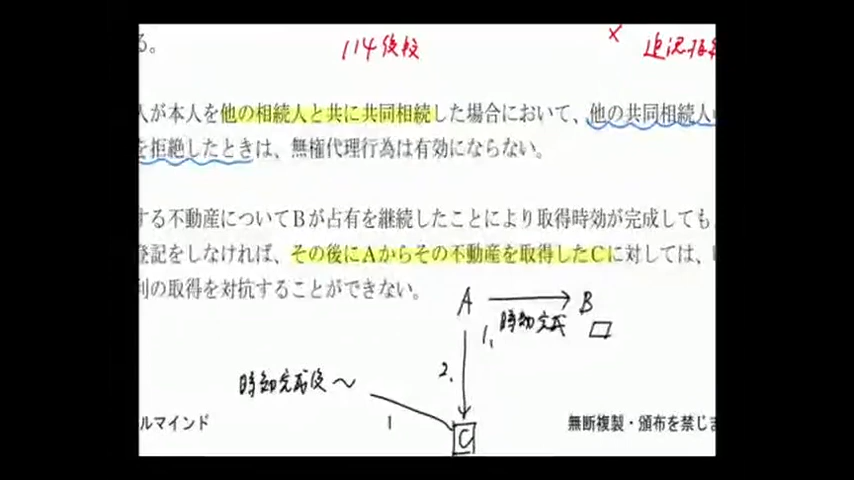 る。
114後段
×
追認拒絶
人が本人を他の相続人と共に共同相続した場合において、他の共同相続人
を拒絶したときは、無権代理行為は有効にならない。
する不動産についてＢが占有を継続したことにより取得時効が完成しても、
登記をしなければ、その後にＡからその不動産を取得したＣに対しては、
利の取得を対抗することができない。
A → B
1. 時効完成
2.
時効完成後〜
C
ルマインド
1
無断複製・頒布を禁じま